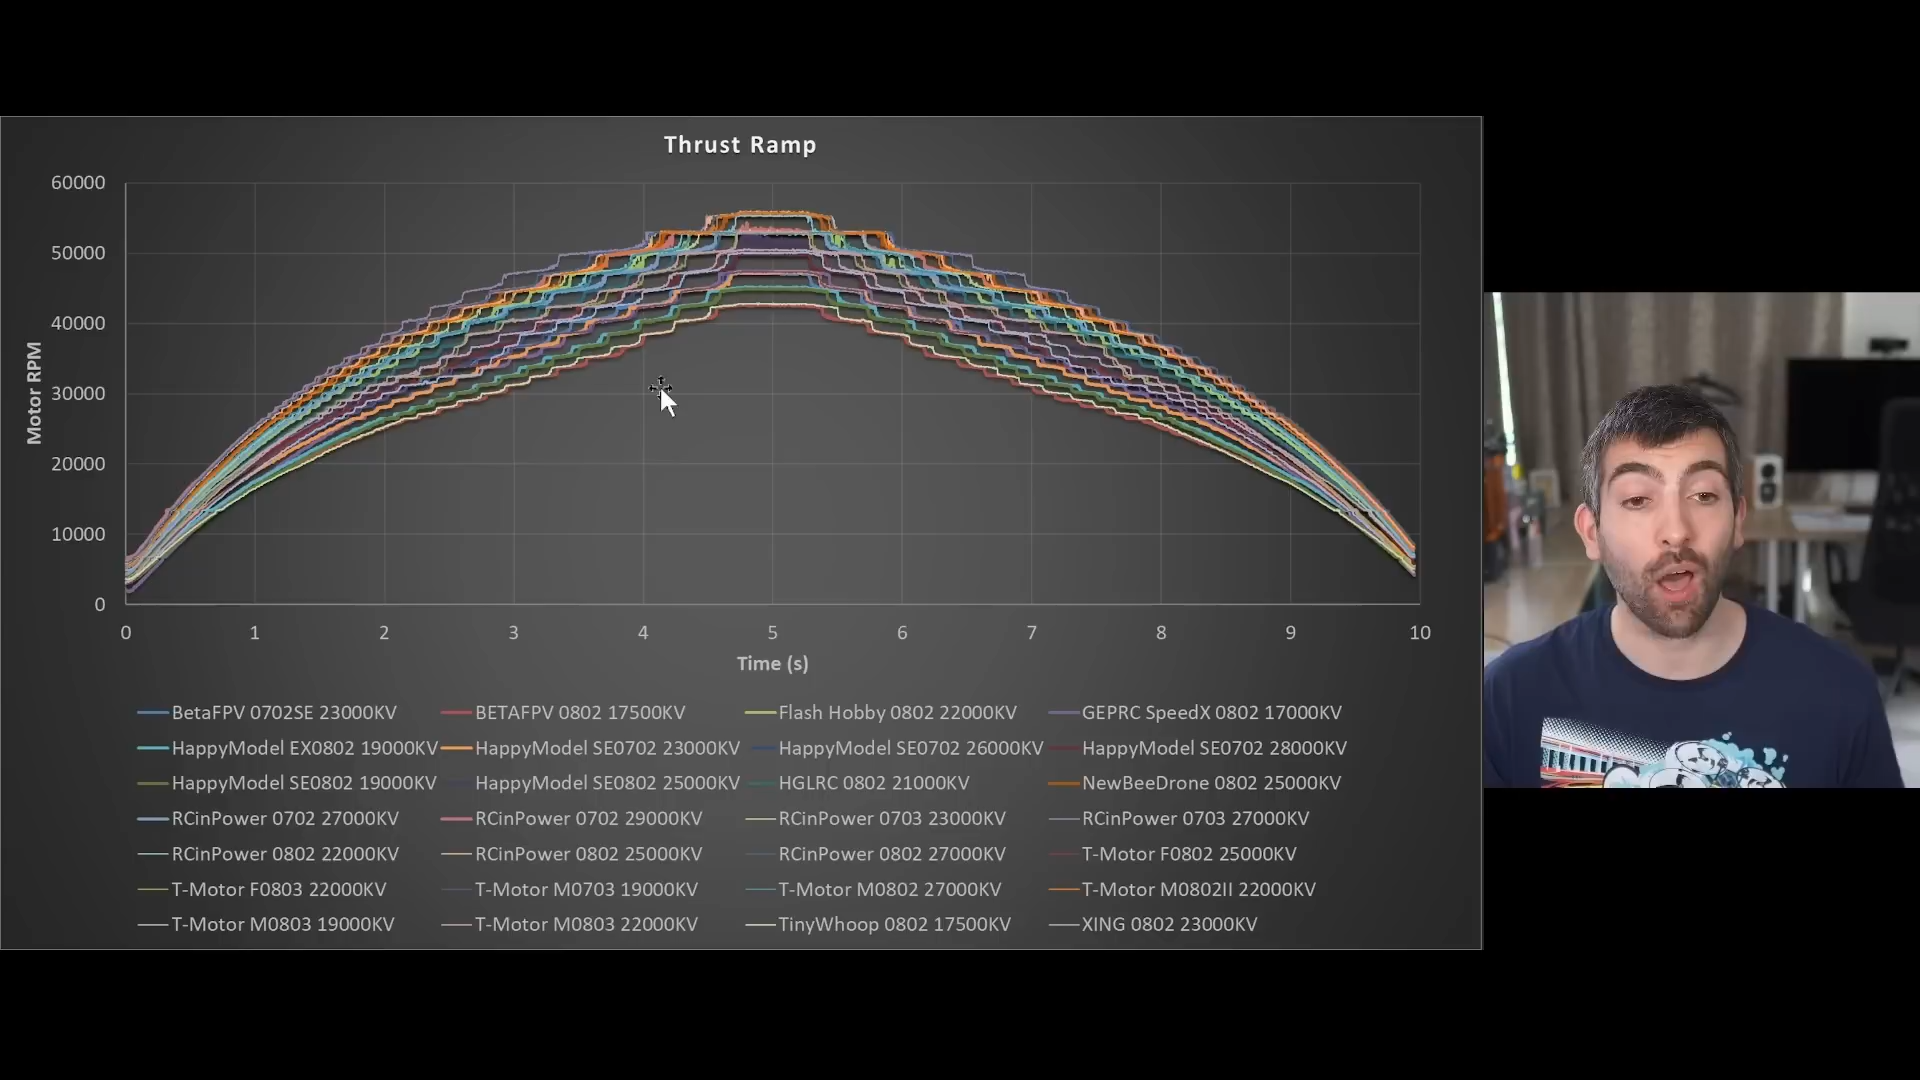 Thrust Ramp
60000
50000
40000
30000
20000
10000
0
Motor RPM
0 1 2 3 4 5 6 7 8 9 10
Time (s)
BetaFPV 0702SE 23000KV BETAFPV 0802 17500KV Flash Hobby 0802 22000KV GEPRC SpeedX 0802 17000KV
HappyModel EX0802 19000KV HappyModel SE0702 23000KV HappyModel SE0702 26000KV HappyModel SE0702 28000KV
HappyModel SE0802 19000KV HappyModel SE0802 25000KV HGLRC 0802 21000KV NewBeeDrone 0802 25000KV
RCinPower 0702 27000KV RCinPower 0702 29000KV RCinPower 0703 23000KV RCinPower 0703 27000KV
RCinPower 0802 22000KV RCinPower 0802 25000KV RCinPower 0802 27000KV T-Motor F0802 25000KV
T-Motor F0803 22000KV T-Motor M0703 19000KV T-Motor M0802 27000KV T-Motor M0802II 22000KV
T-Motor M0803 19000KV T-Motor M0803 22000KV TinyWhoop 0802 17500KV XING 0802 23000KV